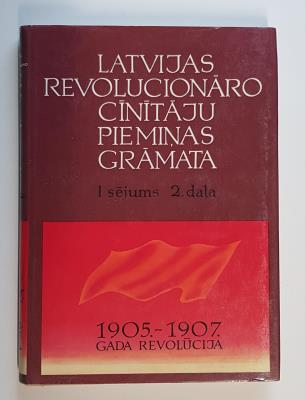 LATVIJAS
REVOLUCIONĀRO
CĪNĪTĀJU
PIEMIŅAS
GRĀMATA
I sējums 2. daļa
1905.-1907.
GADA REVOLŪCIJA